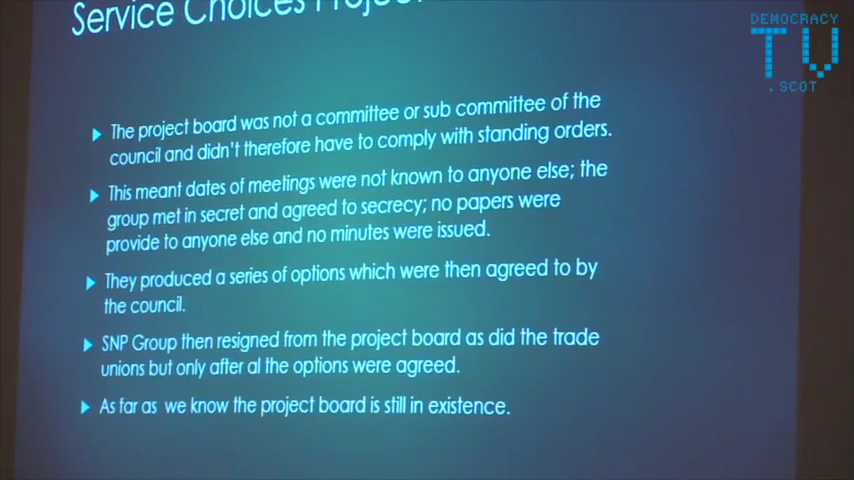 Service Choices Project
DEMOCRACY
TV
.SCOT
The project board was not a committee or sub committee of the
council and didn't therefore have to comply with standing orders.
This meant dates of meetings were not known to anyone else; the
group met in secret and agreed to secrecy; no papers were
provide to anyone else and no minutes were issued.
They produced a series of options which were then agreed to by
the council.
SNP Group then resigned from the project board as did the trade
unions but only after al the options were agreed.
As far as we know the project board is still in existence.